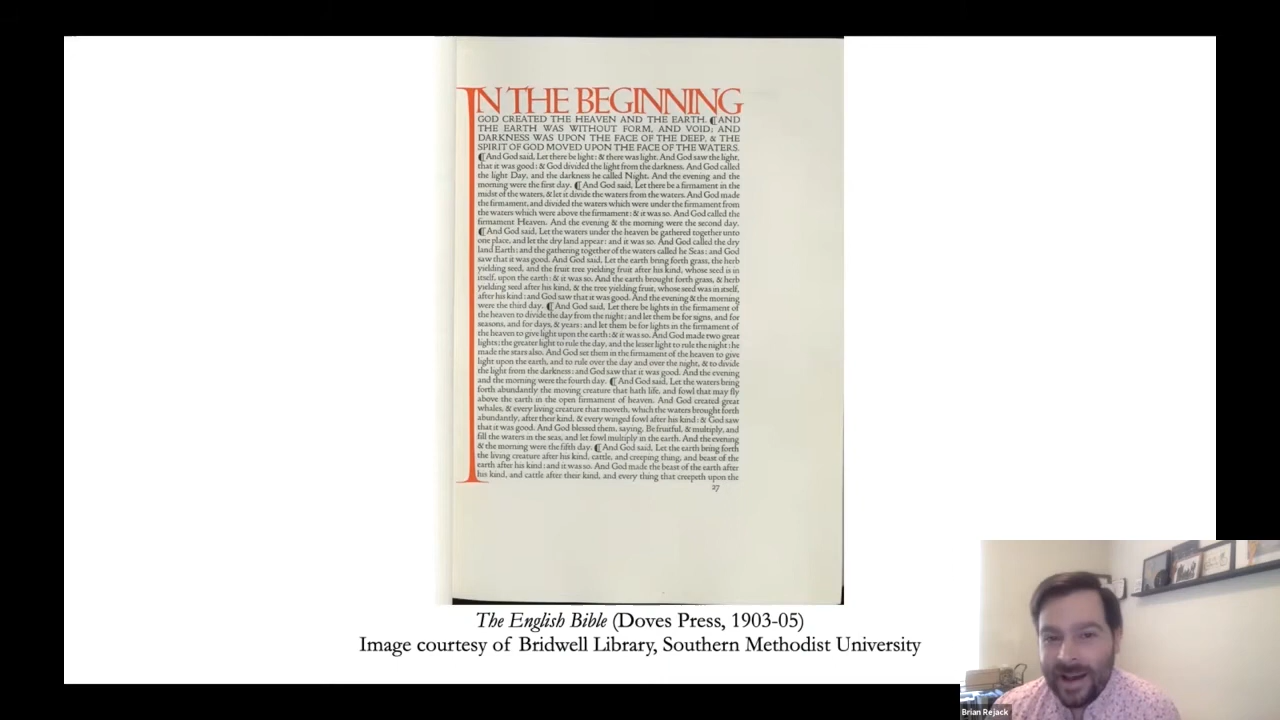 IN THE BEGINNING
GOD CREATED THE HEAVEN AND THE EARTH. ¶AND
THE EARTH WAS WITHOUT FORM, AND VOID; AND
DARKNESS WAS UPON THE FACE OF THE DEEP, & THE
SPIRIT OF GOD MOVED UPON THE FACE OF THE WATERS.
¶And God said, Let there be light: & there was light. And God saw the light,
that it was good: & God divided the light from the darkness. And God called
the light Day, and the darkness he called Night. And the evening and the
morning were the first day. ¶And God said, Let there be a firmament in the
midst of the waters, & let it divide the waters from the waters. And God made
the firmament, and divided the waters which were under the firmament from
the waters which were above the firmament: & it was so. And God called the
firmament Heaven. And the evening & the morning were the second day.
¶And God said, Let the waters under the heaven be gathered together unto
one place, and let the dry land appear: and it was so. And God called the dry
land Earth; and the gathering together of the waters called he Seas: and God
saw that it was good. And God said, Let the earth bring forth grass, the herb
yielding seed, and the fruit tree yielding fruit after his kind, whose seed is in
itself, upon the earth: & it was so. And the earth brought forth grass, & herb
yielding seed after his kind, & the tree yielding fruit, whose seed was in itself,
after his kind: and God saw that it was good. And the evening & the morning
were the third day. ¶And God said, Let there be lights in the firmament of
the heaven to divide the day from the night; and let them be for signs, and for
seasons, and for days, & years: and let them be for lights in the firmament of
the heaven to give light upon the earth: & it was so. And God made two great
lights; the greater light to rule the day, and the lesser light to rule the night: he
made the stars also. And God set them in the firmament of the heaven to give
light upon the earth, and to rule over the day and over the night, & to divide
the light from the darkness: and God saw that it was good. And the evening
and the morning were the fourth day. ¶And God said, Let the waters bring
forth abundantly the moving creature that hath life, and fowl that may fly
above the earth in the open firmament of heaven. And God created great
whales, & every living creature that moveth, which the waters brought forth
abundantly, after their kind, & every winged fowl after his kind: & God saw
that it was good. And God blessed them, saying, Be fruitful, & multiply, and
fill the waters in the seas, and let fowl multiply in the earth. And the evening
& the morning were the fifth day. ¶And God said, Let the earth bring forth
the living creature after his kind, cattle, and creeping thing, and beast of the
earth after his kind: and it was so. And God made the beast of the earth after
his kind, and cattle after their kind, and every thing that creepeth upon the
27
The English Bible (Doves Press, 1903-05)
Image courtesy of Bridwell Library, Southern Methodist University
Brian Rejack